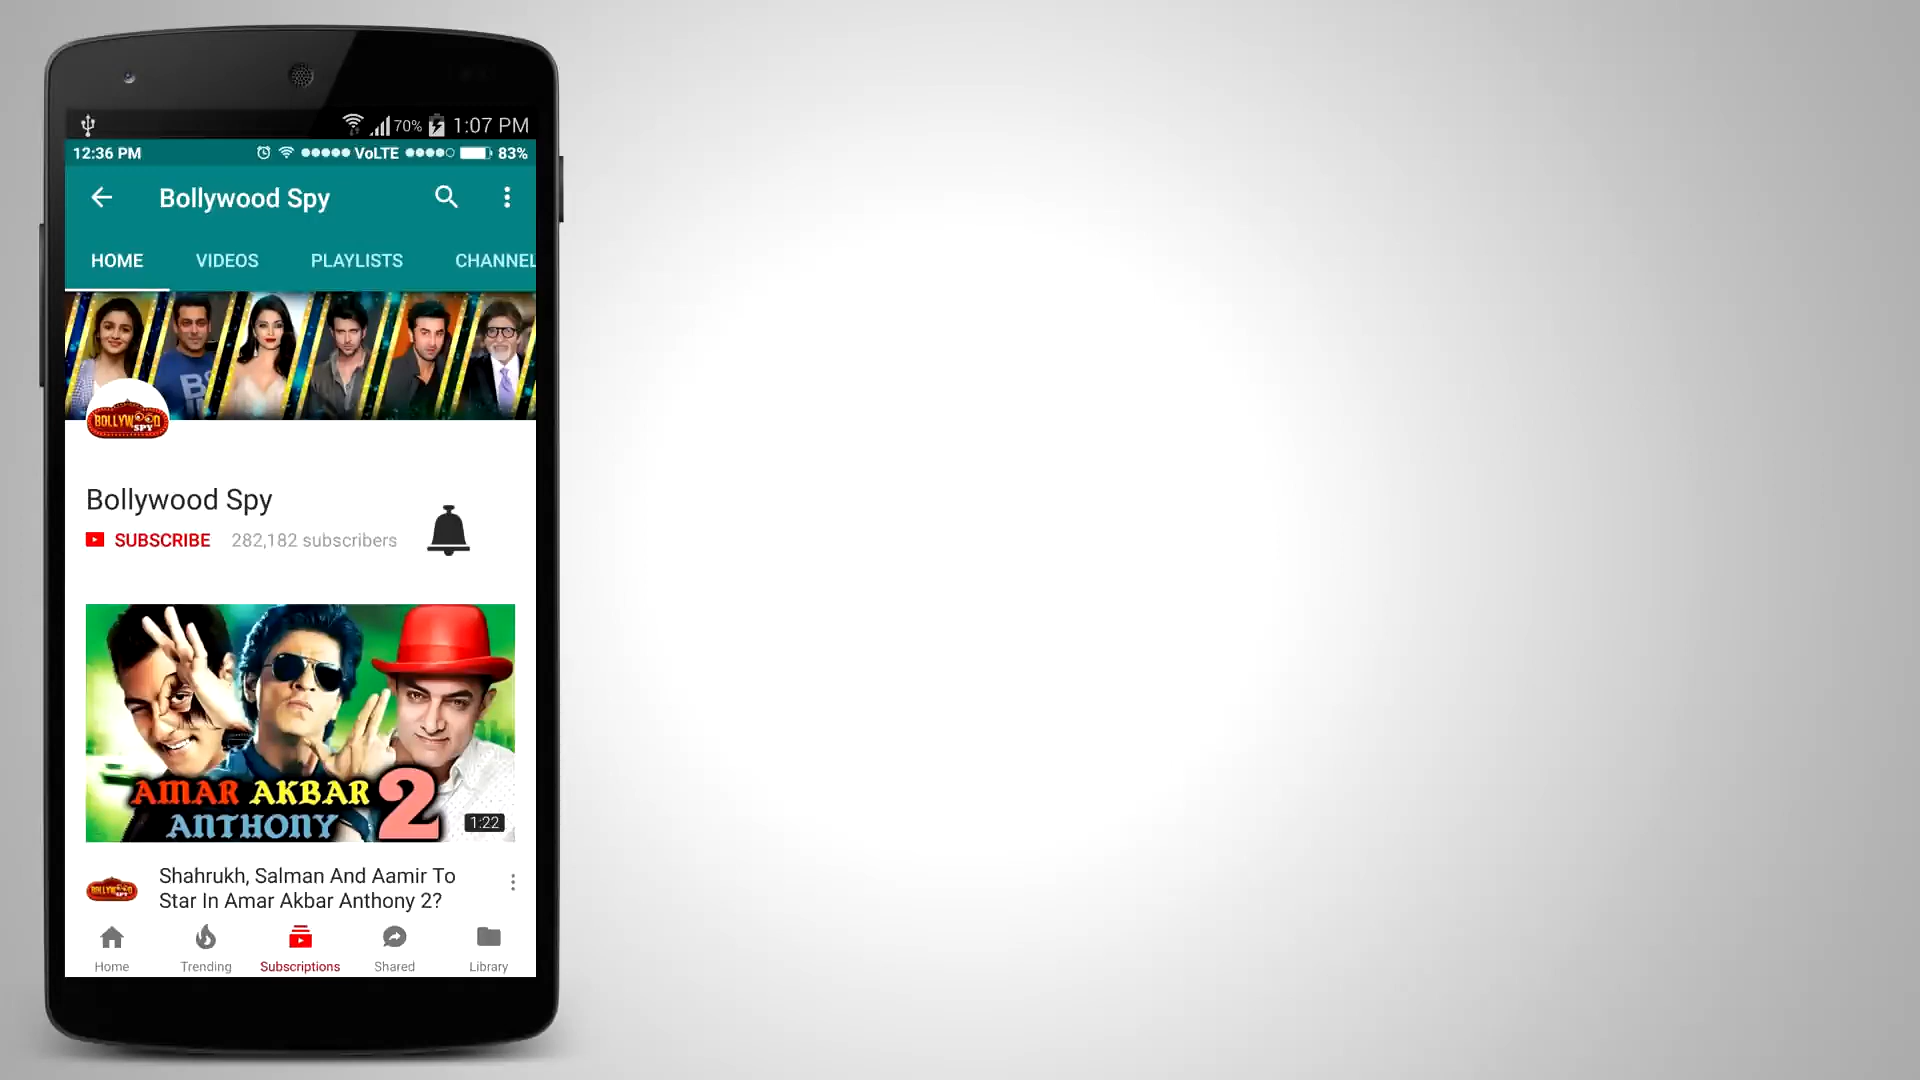 70% 1:07 PM
12:36 PM VoLTE 83%
Bollywood Spy
HOME VIDEOS PLAYLISTS CHANNEL
BOLLYWOOD
SPY
Bollywood Spy
SUBSCRIBE 282,182 subscribers
AMAR AKBAR
ANTHONY 2
1:22
Shahrukh, Salman And Aamir To
Star In Amar Akbar Anthony 2?
Home Trending Subscriptions Shared Library